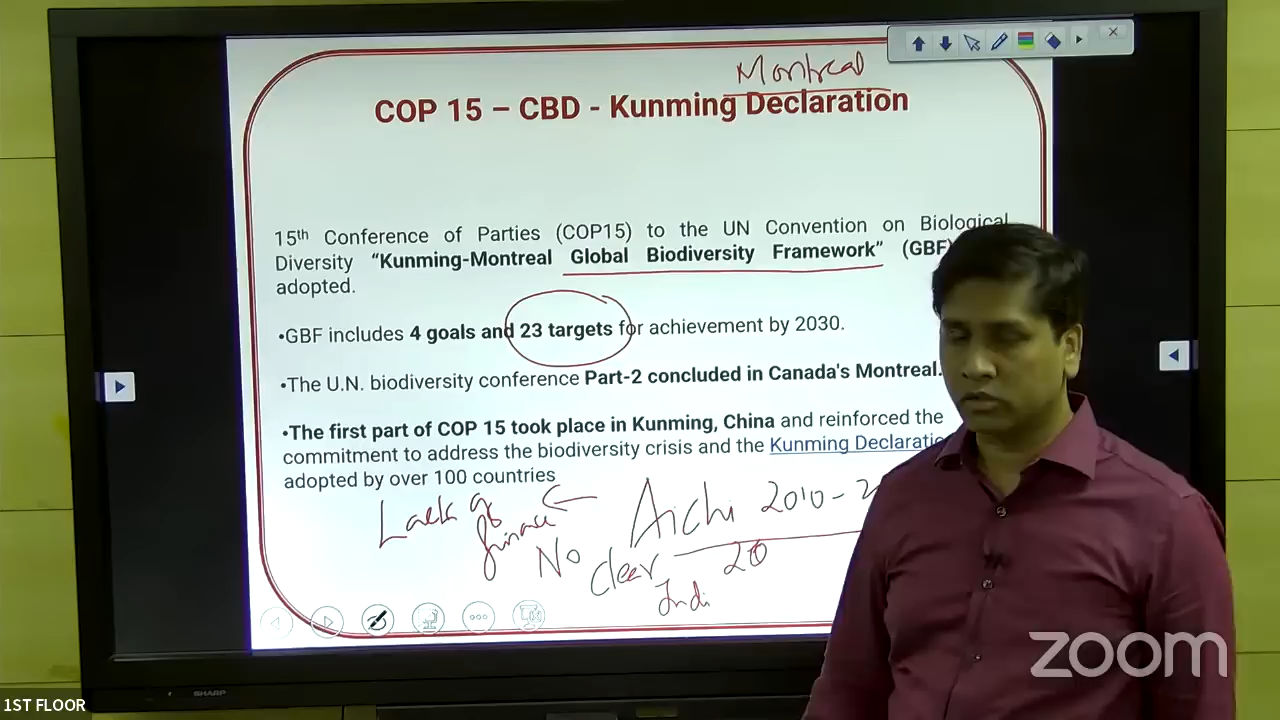 Montreal
COP 15 – CBD - Kunming Declaration
15th Conference of Parties (COP15) to the UN Convention on Biological
Diversity “Kunming-Montreal Global Biodiversity Framework” (GBF)
adopted.
•GBF includes 4 goals and 23 targets for achievement by 2030.
•The U.N. biodiversity conference Part-2 concluded in Canada's Montreal.
•The first part of COP 15 took place in Kunming, China and reinforced the
commitment to address the biodiversity crisis and the Kunming Declaratio
adopted by over 100 countries
Lack of finance ← Aichi 2010-2
No Clear 20
Indi
SHARP
zoom
1ST FLOOR